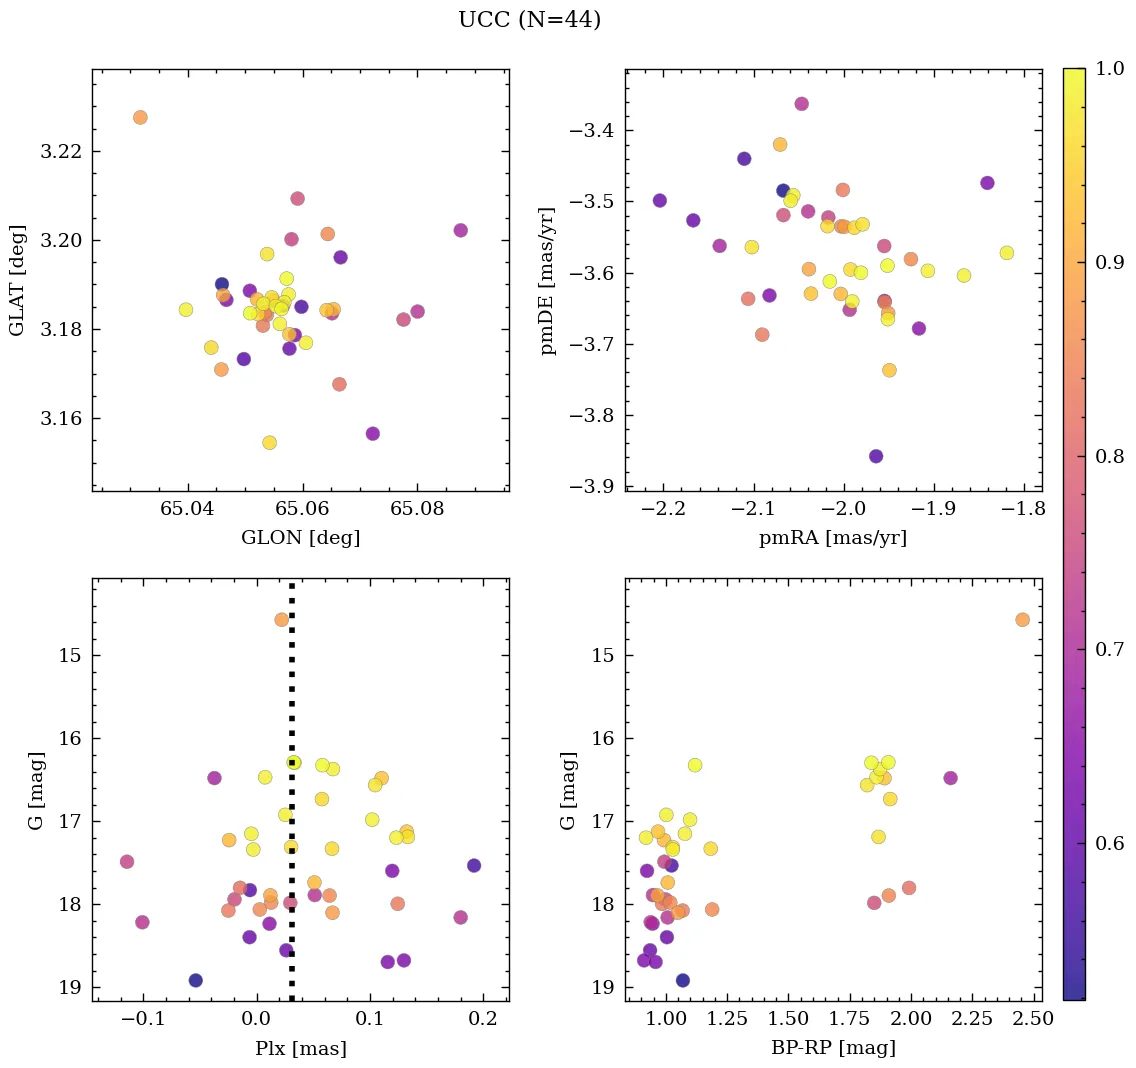 UCC (N=44)
3.22
3.20
3.18
3.16
GLAT [deg]
65.04 65.06 65.08
GLON [deg]
−3.4
−3.5
−3.6
−3.7
−3.8
−3.9
pmDE [mas/yr]
−2.2 −2.1 −2.0 −1.9 −1.8
pmRA [mas/yr]
15
16
17
18
19
G [mag]
−0.1 0.0 0.1 0.2
Plx [mas]
15
16
17
18
19
G [mag]
1.00 1.25 1.50 1.75 2.00 2.25 2.50
BP-RP [mag]
1.0
0.9
0.8
0.7
0.6